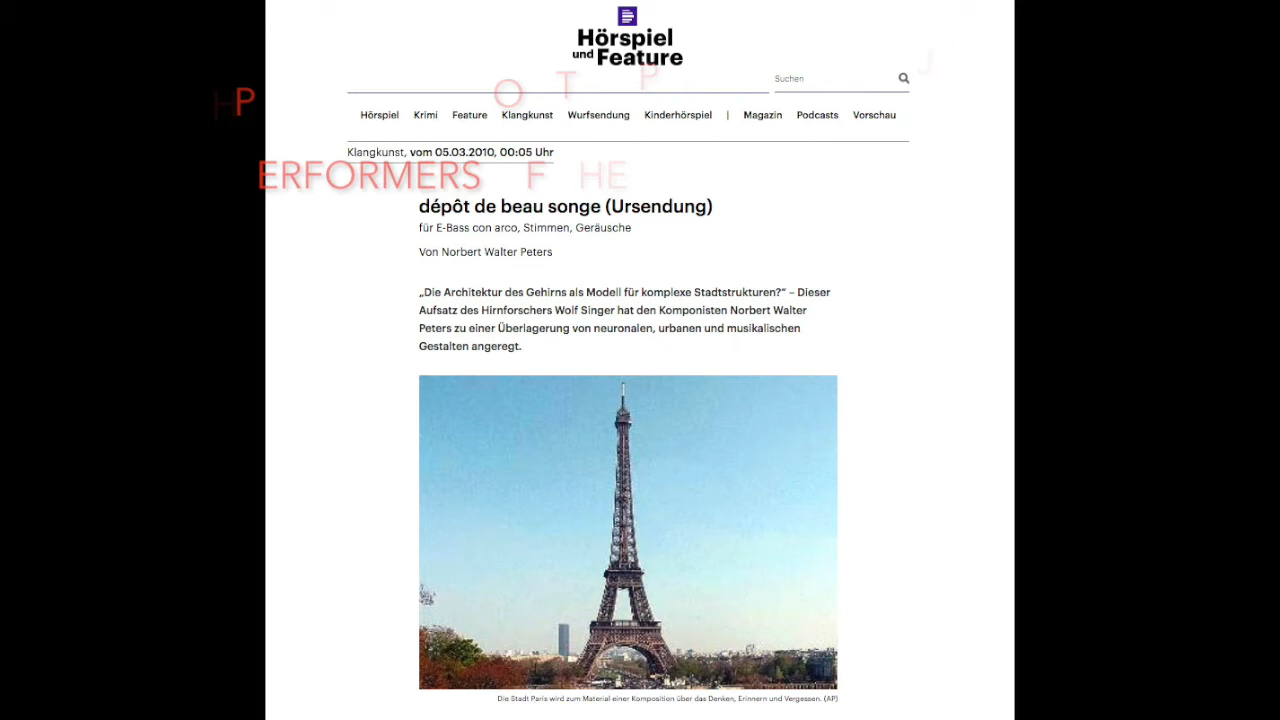 Hörspiel
und Feature
Suchen
Hörspiel Krimi Feature Klangkunst Wurfsendung Kinderhörspiel | Magazin Podcasts Vorschau
Klangkunst, vom 05.03.2010, 00:05 Uhr
H P O T P J
ERFORMERS F HE
dépôt de beau songe (Ursendung)
für E-Bass con arco, Stimmen, Geräusche
Von Norbert Walter Peters
„Die Architektur des Gehirns als Modell für komplexe Stadtstrukturen?“ – Dieser
Aufsatz des Hirnforschers Wolf Singer hat den Komponisten Norbert Walter
Peters zu einer Überlagerung von neuronalen, urbanen und musikalischen
Gestalten angeregt.
Die Stadt Paris wird zum Material einer Komposition über das Denken, Erinnern und Vergessen. (AP)